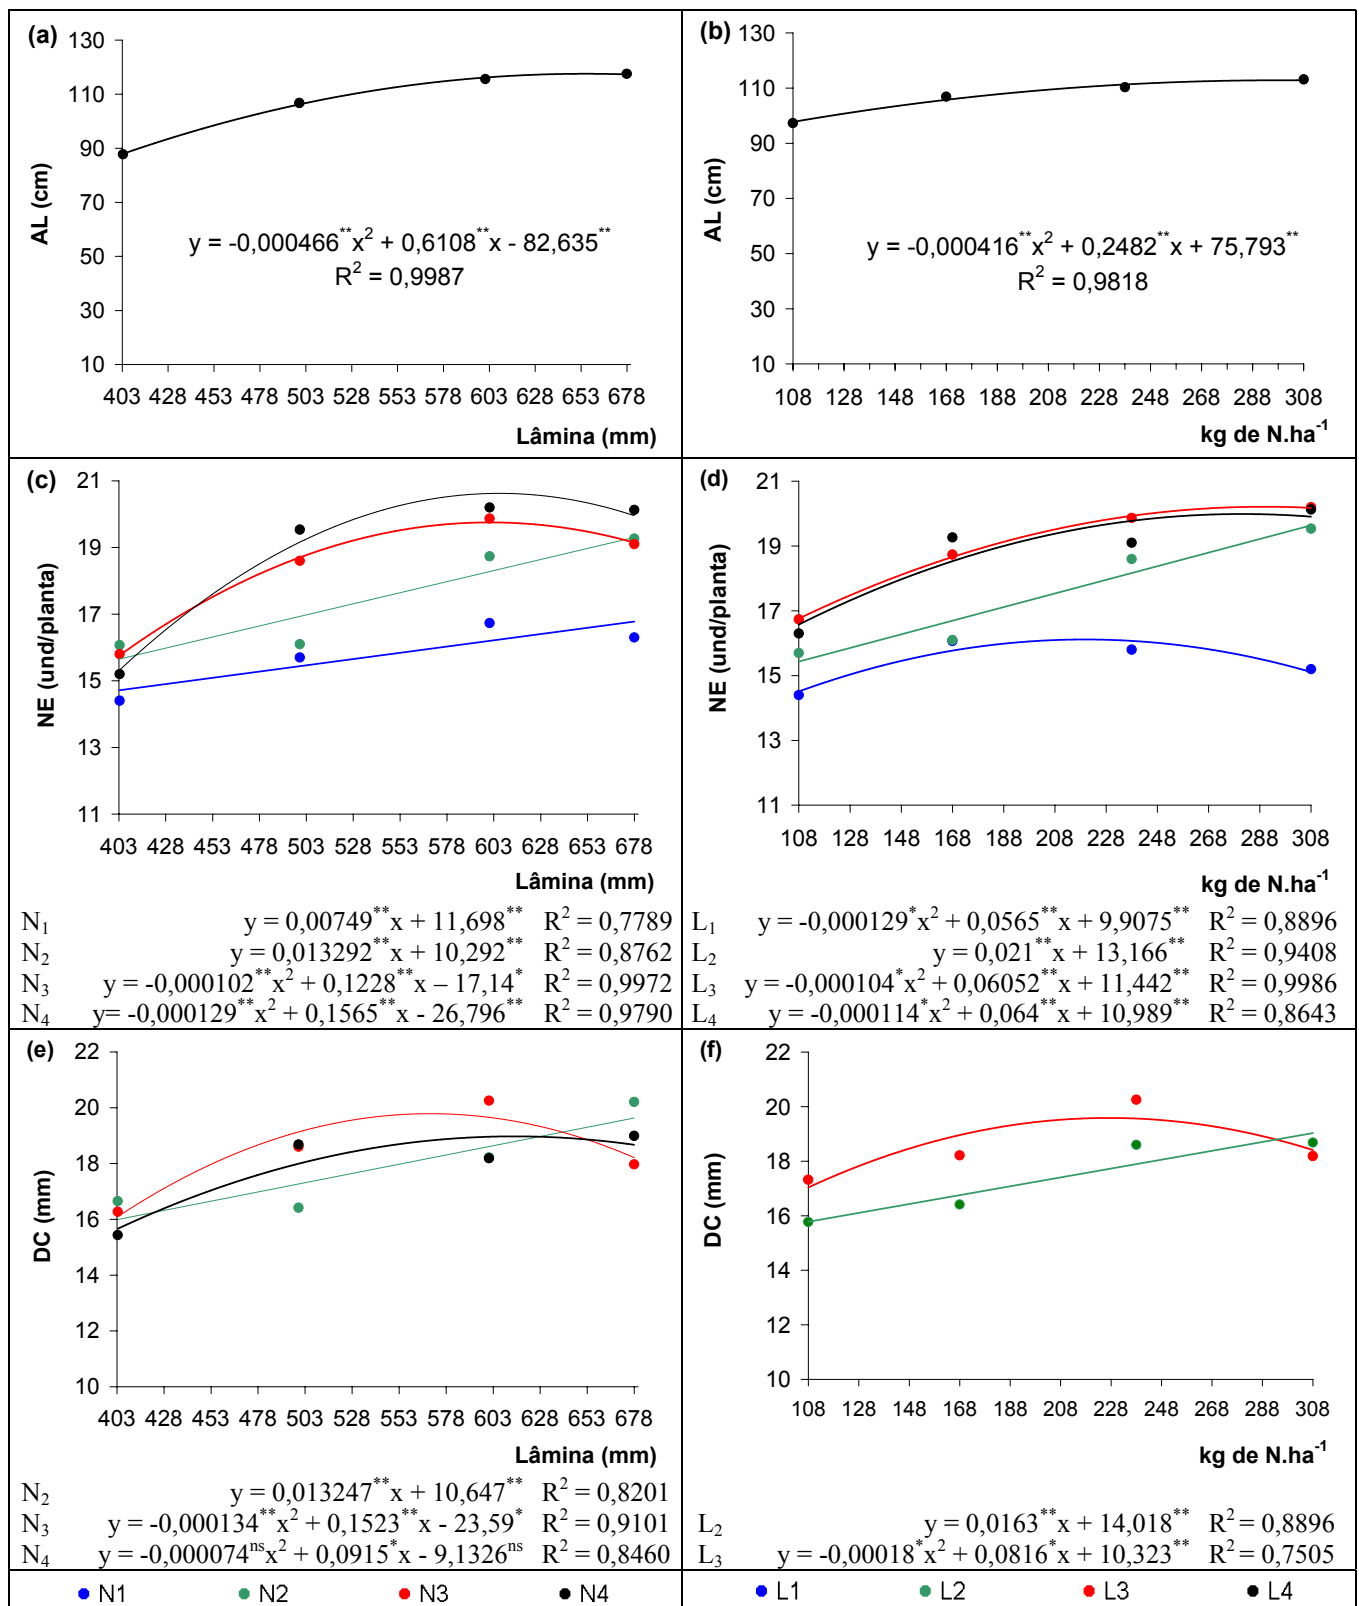 (a)
130
110
90
70
50
30
10
AL (cm)
y = -0,000466**x² + 0,6108**x - 82,635**
R² = 0,9987
403 428 453 478 503 528 553 578 603 628 653 678
Lâmina (mm)
(b)
130
110
90
70
50
30
10
AL (cm)
y = -0,000416**x² + 0,2482**x + 75,793**
R² = 0,9818
108 128 148 168 188 208 228 248 268 288 308
kg de N.ha⁻¹
(c)
21
19
17
15
13
11
NE (und/planta)
403 428 453 478 503 528 553 578 603 628 653 678
Lâmina (mm)
N₁ y = 0,00749**x + 11,698** R² = 0,7789
N₂ y = 0,013292**x + 10,292** R² = 0,8762
N₃ y = -0,000102**x² + 0,1228**x – 17,14* R² = 0,9972
N₄ y= -0,000129**x² + 0,1565**x - 26,796** R² = 0,9790
(d)
21
19
17
15
13
11
NE (und/planta)
108 128 148 168 188 208 228 248 268 288 308
kg de N.ha⁻¹
L₁ y = -0,000129*x² + 0,0565**x + 9,9075** R² = 0,8896
L₂ y = 0,021**x + 13,166** R² = 0,9408
L₃ y = -0,000104*x² + 0,06052**x + 11,442** R² = 0,9986
L₄ y = -0,000114*x² + 0,064**x + 10,989** R² = 0,8643
(e)
22
20
18
16
14
12
10
DC (mm)
403 428 453 478 503 528 553 578 603 628 653 678
Lâmina (mm)
N₂ y = 0,013247**x + 10,647** R² = 0,8201
N₃ y = -0,000134**x² + 0,1523**x - 23,59* R² = 0,9101
N₄ y = -0,000074ⁿˢx² + 0,0915*x - 9,1326ⁿˢ R² = 0,8460
(f)
22
20
18
16
14
12
10
DC (mm)
108 128 148 168 188 208 228 248 268 288 308
kg de N.ha⁻¹
L₂ y = 0,0163**x + 14,018** R² = 0,8896
L₃ y = -0,00018*x² + 0,0816*x + 10,323** R² = 0,7505
N1 N2 N3 N4
L1 L2 L3 L4